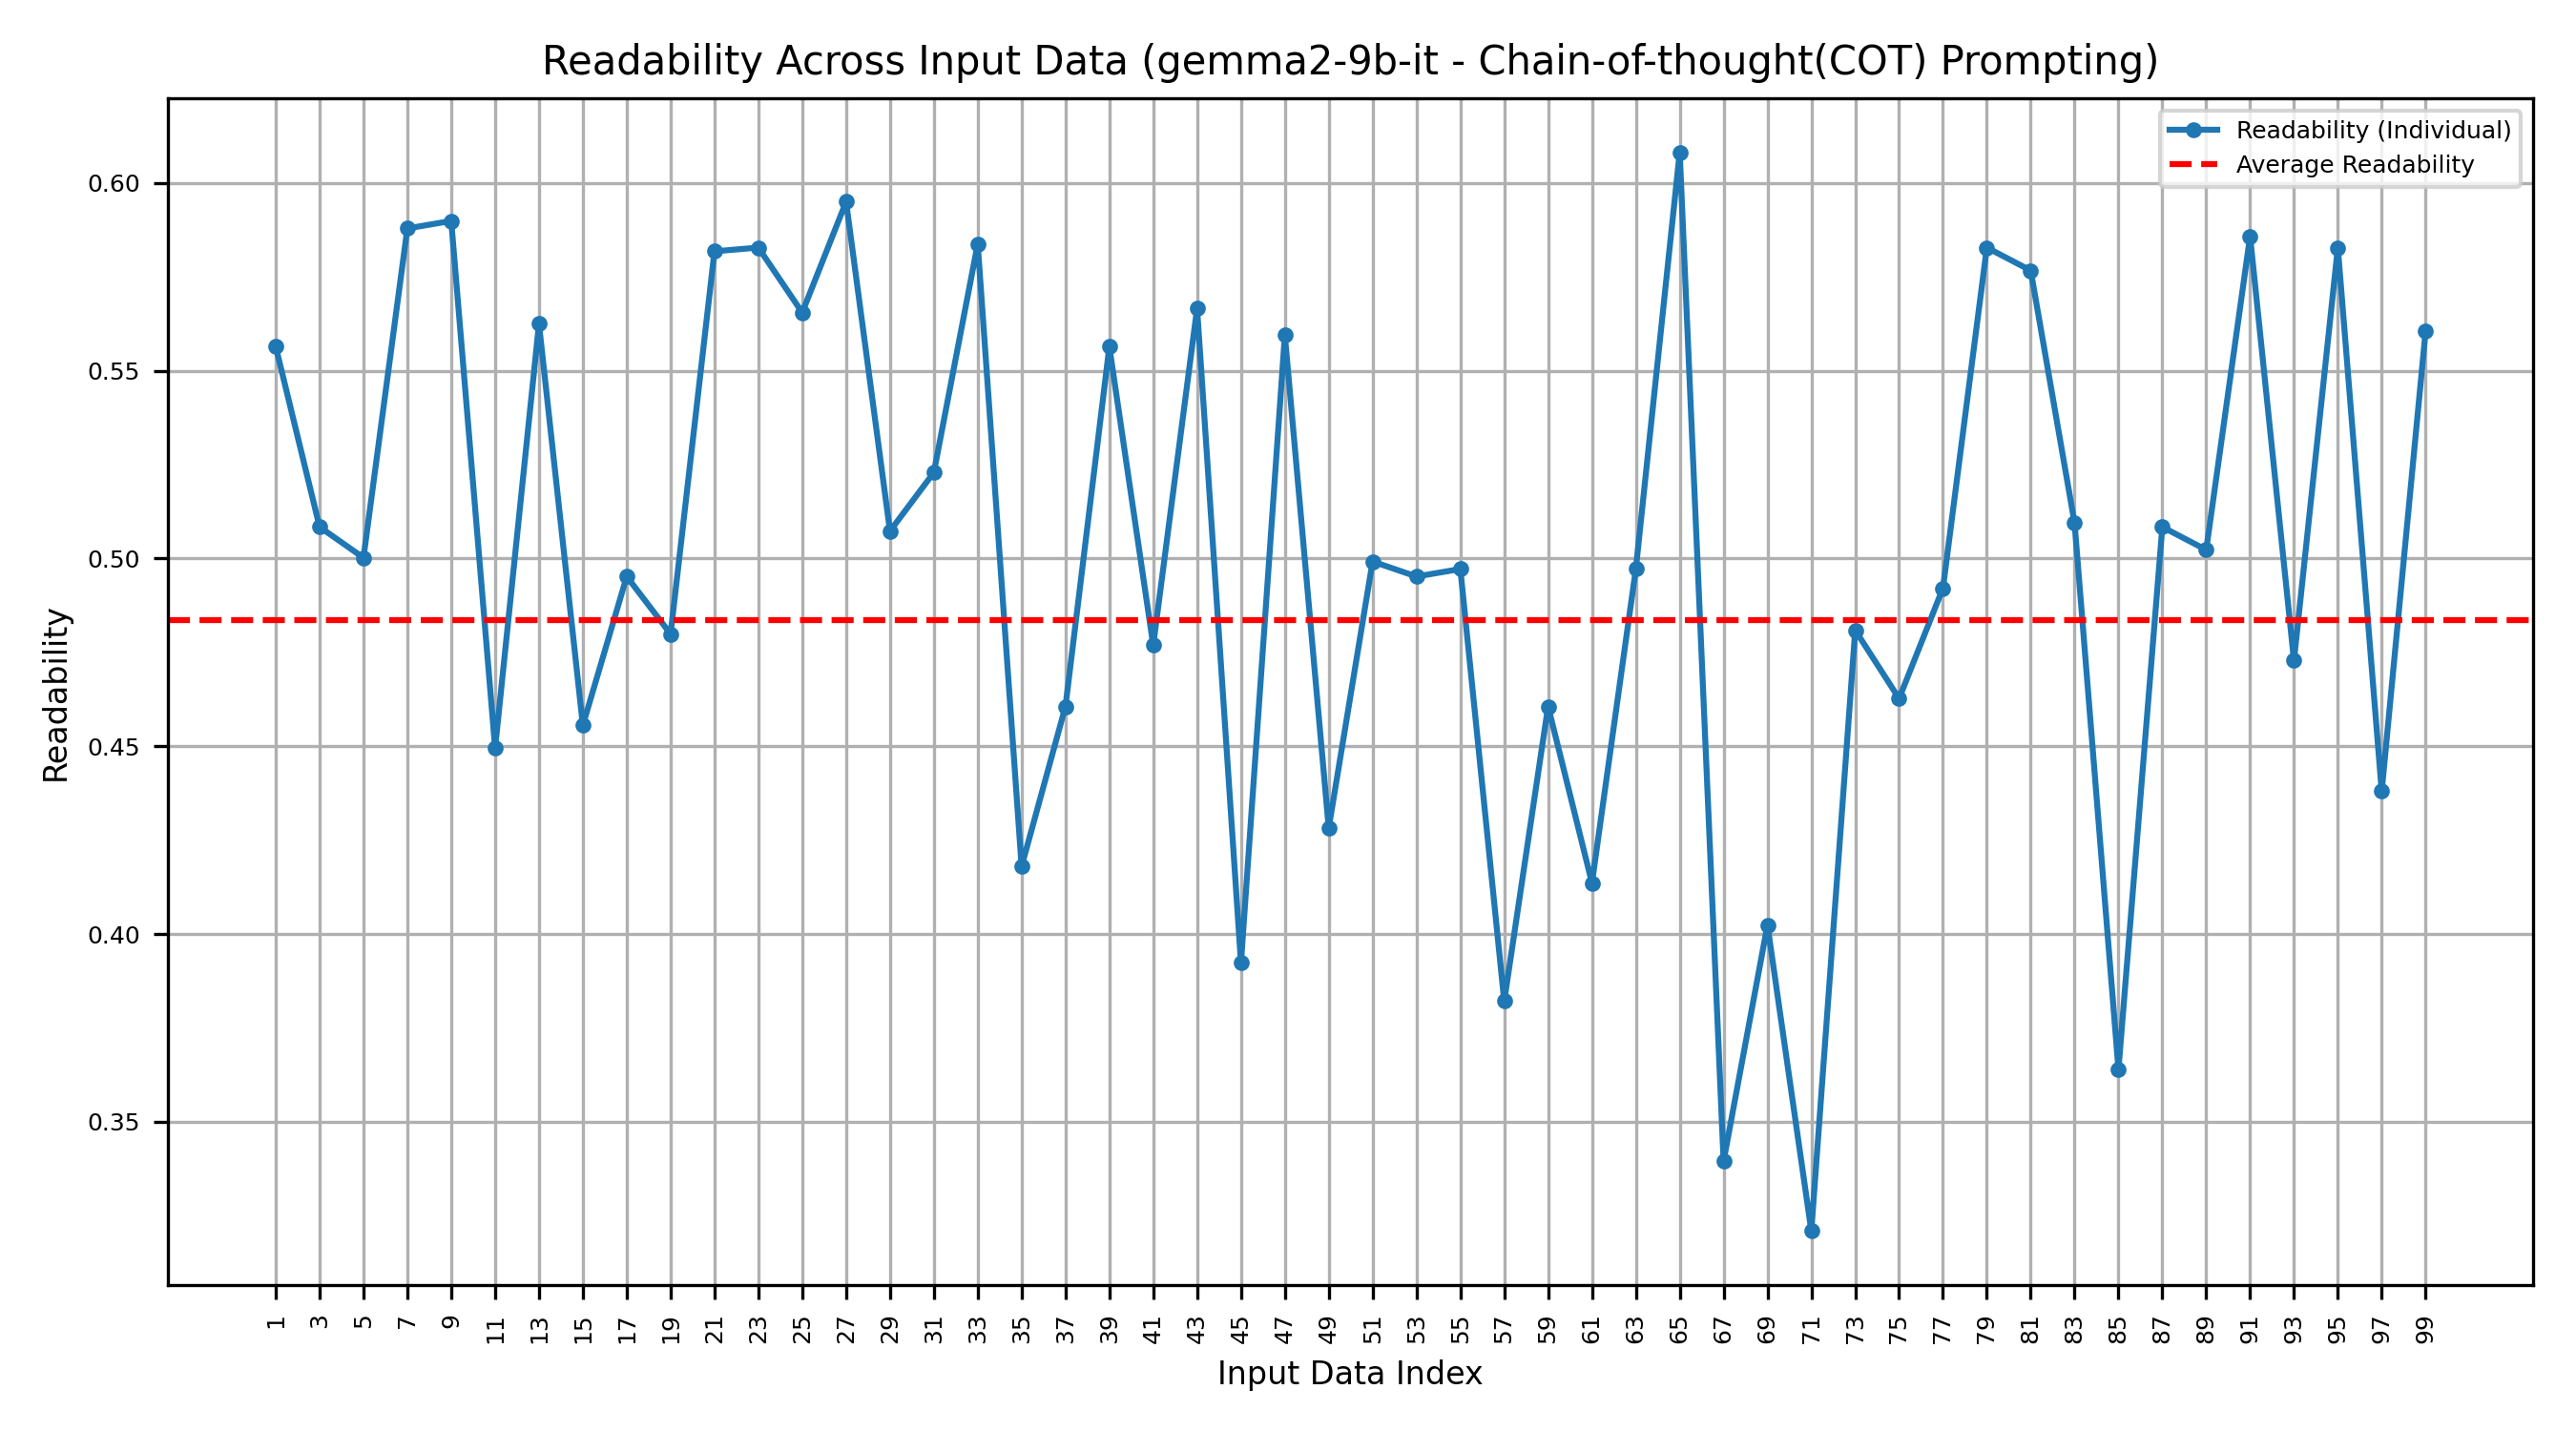 Readability Across Input Data (gemma2-9b-it - Chain-of-thought(COT) Prompting)
Readability (Individual)
Average Readability
0.60
0.55
0.50
0.45
0.40
0.35
Readability
1 3 5 7 9 11 13 15 17 19 21 23 25 27 29 31 33 35 37 39 41 43 45 47 49 51 53 55 57 59 61 63 65 67 69 71 73 75 77 79 81 83 85 87 89 91 93 95 97 99
Input Data Index